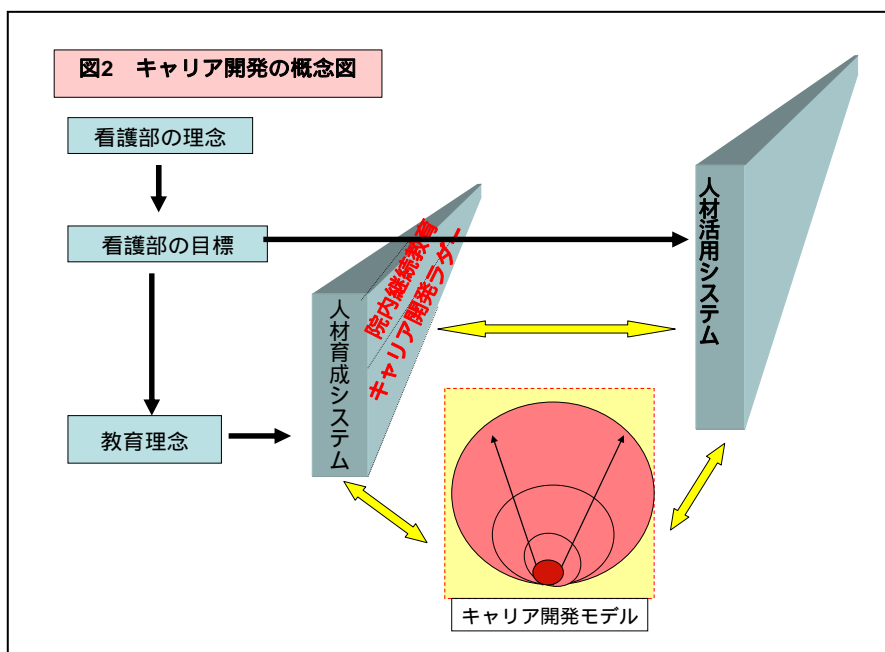 図2　キャリア開発の概念図
看護部の理念
看護部の目標
教育理念
人材育成システム
院内継続教育
キャリア開発ラダー
人材活用システム
キャリア開発モデル